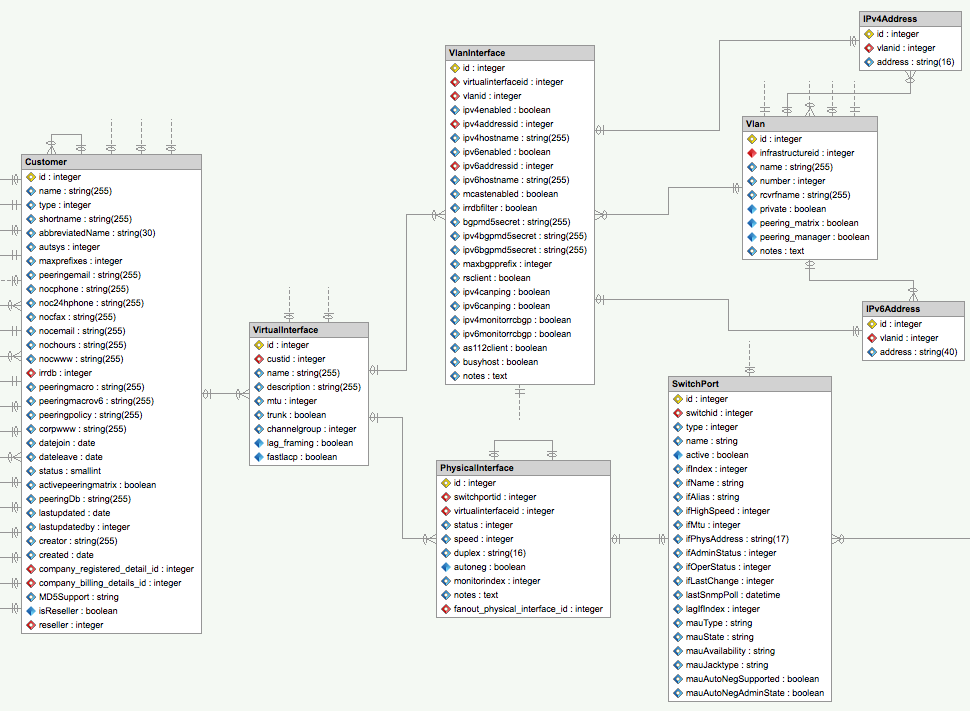 IPv4Address
id : integer
vlanid : integer
address : string(16)
VlanInterface
id : integer
virtualinterfaceid : integer
vlanid : integer
ipv4enabled : boolean
ipv4addressid : integer
ipv4hostname : string(255)
ipv6enabled : boolean
ipv6addressid : integer
ipv6hostname : string(255)
mcastenabled : boolean
irrdbfilter : boolean
bgpmd5secret : string(255)
ipv4bgpmd5secret : string(255)
ipv6bgpmd5secret : string(255)
maxbgpprefix : integer
rsclient : boolean
ipv4canping : boolean
ipv6canping : boolean
ipv4monitorrcbgp : boolean
ipv6monitorrcbgp : boolean
as112client : boolean
busyhost : boolean
notes : text
Vlan
id : integer
infrastructureid : integer
name : string(255)
number : integer
rcvrfname : string(255)
private : boolean
peering_matrix : boolean
peering_manager : boolean
notes : text
Customer
id : integer
name : string(255)
type : integer
shortname : string(255)
abbreviatedName : string(30)
autsys : integer
maxprefixes : integer
peeringemail : string(255)
nocphone : string(255)
noc24hphone : string(255)
nocfax : string(255)
nocemail : string(255)
nochours : string(255)
nocwww : string(255)
irrdb : integer
peeringmacro : string(255)
peeringmacrov6 : string(255)
peeringpolicy : string(255)
corpwww : string(255)
datejoin : date
dateleave : date
status : smallint
activepeeringmatrix : boolean
peeringDb : string(255)
lastupdated : date
lastupdatedby : integer
creator : string(255)
created : date
company_registered_detail_id : integer
company_billing_details_id : integer
MD5Support : string
isReseller : boolean
reseller : integer
IPv6Address
id : integer
vlanid : integer
address : string(40)
VirtualInterface
id : integer
custid : integer
name : string(255)
description : string(255)
mtu : integer
trunk : boolean
channelgroup : integer
lag_framing : boolean
fastlacp : boolean
SwitchPort
id : integer
switchid : integer
type : integer
name : string
active : boolean
ifIndex : integer
ifName : string
ifAlias : string
ifHighSpeed : integer
ifMtu : integer
ifPhysAddress : string(17)
ifAdminStatus : integer
ifOperStatus : integer
ifLastChange : integer
lastSnmpPoll : datetime
lagIfIndex : integer
mauType : string
mauState : string
mauAvailability : string
mauJacktype : string
mauAutoNegSupported : boolean
mauAutoNegAdminState : boolean
PhysicalInterface
id : integer
switchportid : integer
virtualinterfaceid : integer
status : integer
speed : integer
duplex : string(16)
autoneg : boolean
monitorindex : integer
notes : text
fanout_physical_interface_id : integer